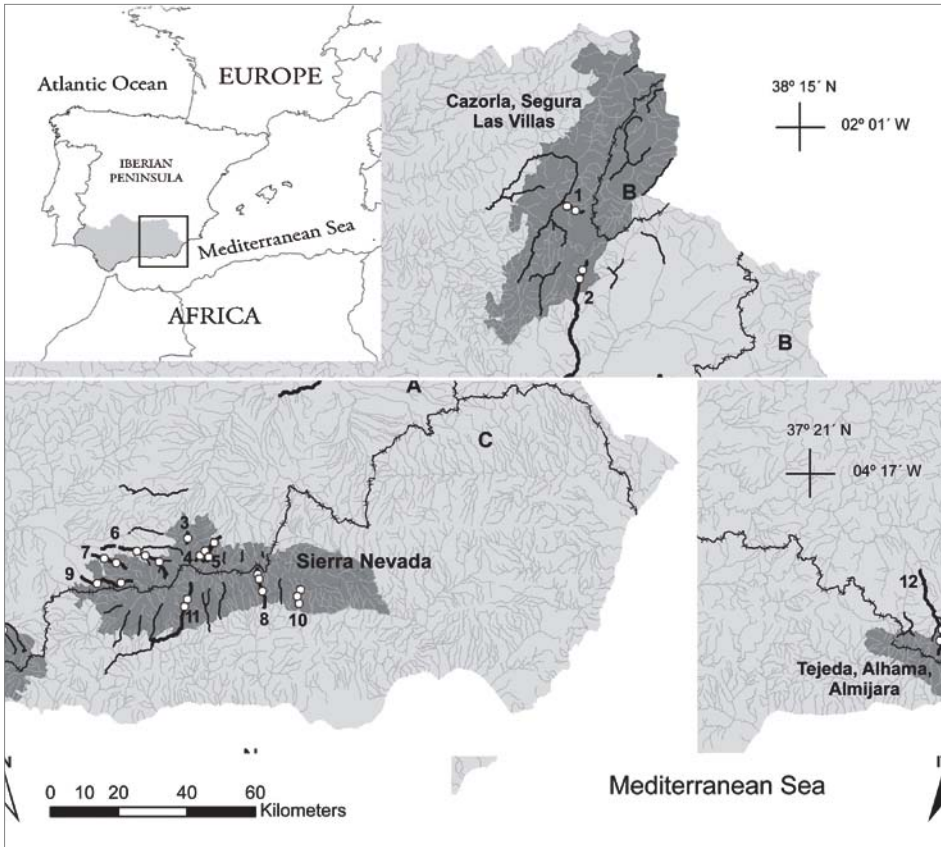 Atlantic Ocean
EUROPE
IBERIAN
PENINSULA
Mediterranean Sea
AFRICA
Cazorla, Segura
Las Villas
38º 15´ N
02º 01´ W
1
B
2
B
A
C
37º 21´ N
04º 17´ W
3
6
4
5
7
9
Sierra Nevada
11
8
10
12
Tejeda, Alhama,
Almijara
0 10 20 40 60
Kilometers
Mediterranean Sea